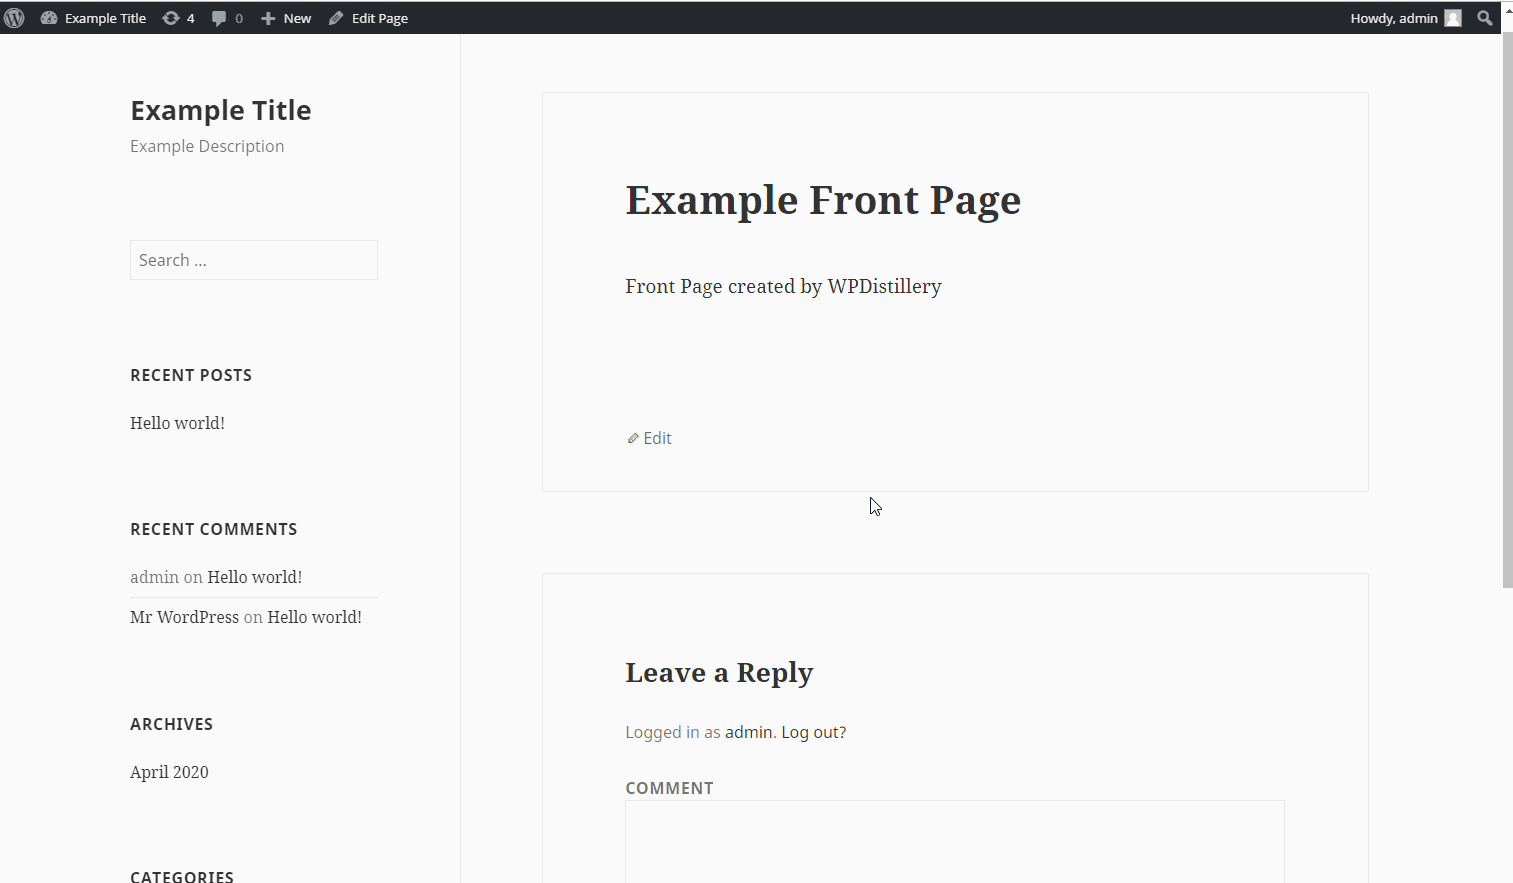 Example Title 4 0 New Edit Page Howdy, admin
Example Title
Example Description
Search ...
RECENT POSTS
Hello world!
RECENT COMMENTS
admin on Hello world!
Mr WordPress on Hello world!
ARCHIVES
April 2020
CATEGORIES
Example Front Page
Front Page created by WPDistillery
Edit
Leave a Reply
Logged in as admin. Log out?
COMMENT